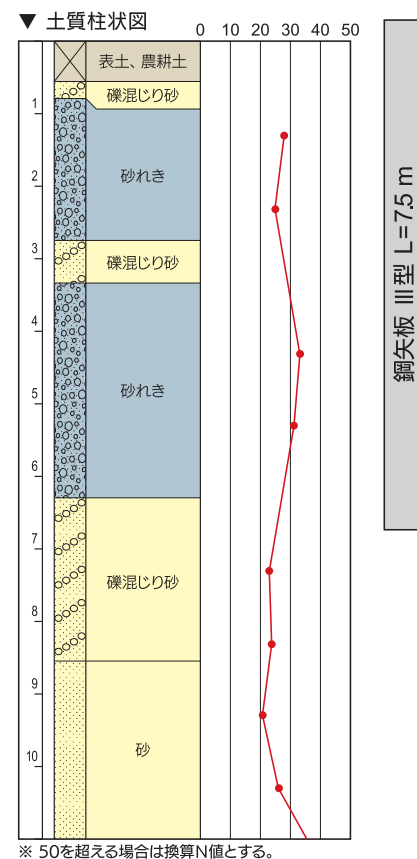 ▼ 土質柱状図
0 10 20 30 40 50
表土、農耕土
礫混じり砂
1
砂れき
2
3
礫混じり砂
4
砂れき
5
6
7
礫混じり砂
8
9
砂
10
鋼矢板 Ⅲ型 L=7.5 m
※ 50を超える場合は換算N値とする。